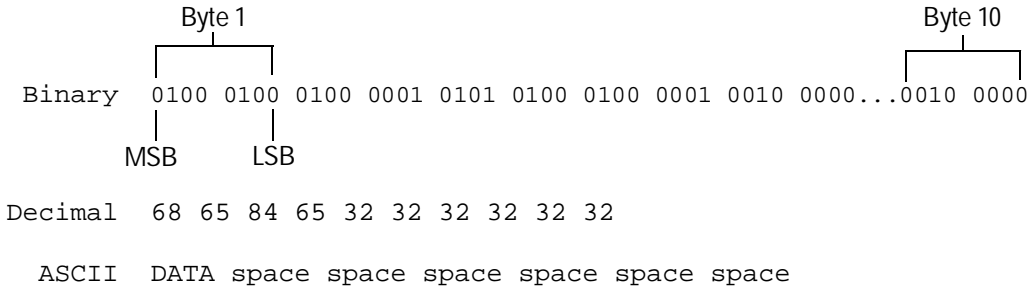 Byte 1 Byte 10
Binary 0100 0100 0100 0001 0101 0100 0100 0001 0010 0000...0010 0000
MSB LSB
Decimal 68 65 84 65 32 32 32 32 32 32
ASCII DATA space space space space space space